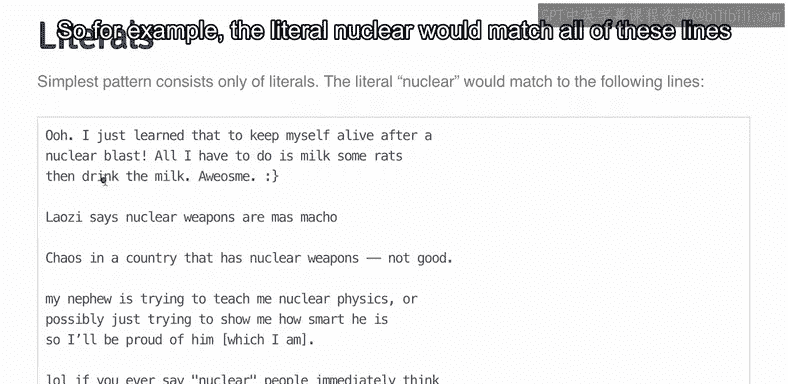 Literals
So for example, the literal nuclear would match all of these lines
Simplest pattern consists only of literals. The literal “nuclear” would match to the following lines:
Ooh. I just learned that to keep myself alive after a
nuclear blast! All I have to do is milk some rats
then drink the milk. Aweosme. :}
Laozi says nuclear weapons are mas macho
Chaos in a country that has nuclear weapons –– not good.
my nephew is trying to teach me nuclear physics, or
possibly just trying to show me how smart he is
so I’ll be proud of him [which I am].
lol if you ever say "nuclear" people immediately think